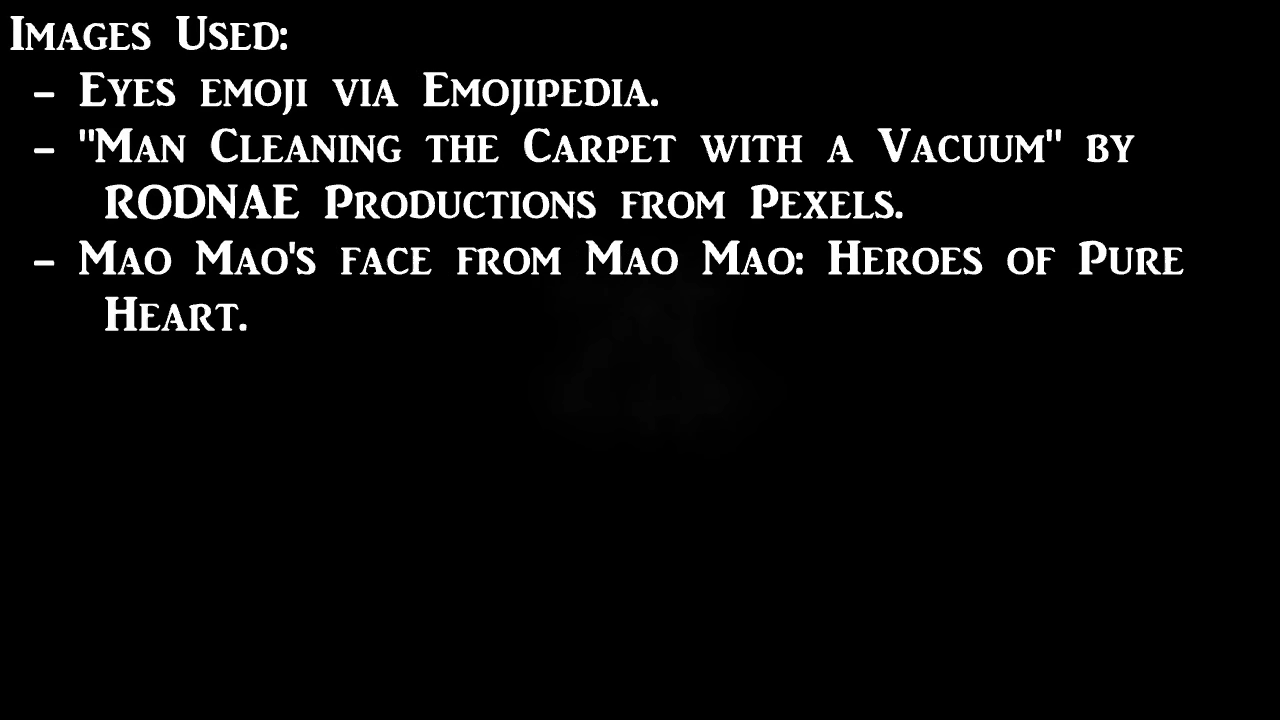 Images Used:
– Eyes emoji via Emojipedia.
– "Man Cleaning the Carpet with a Vacuum" by
RODNAE Productions from Pexels.
– Mao Mao's face from Mao Mao: Heroes of Pure
Heart.